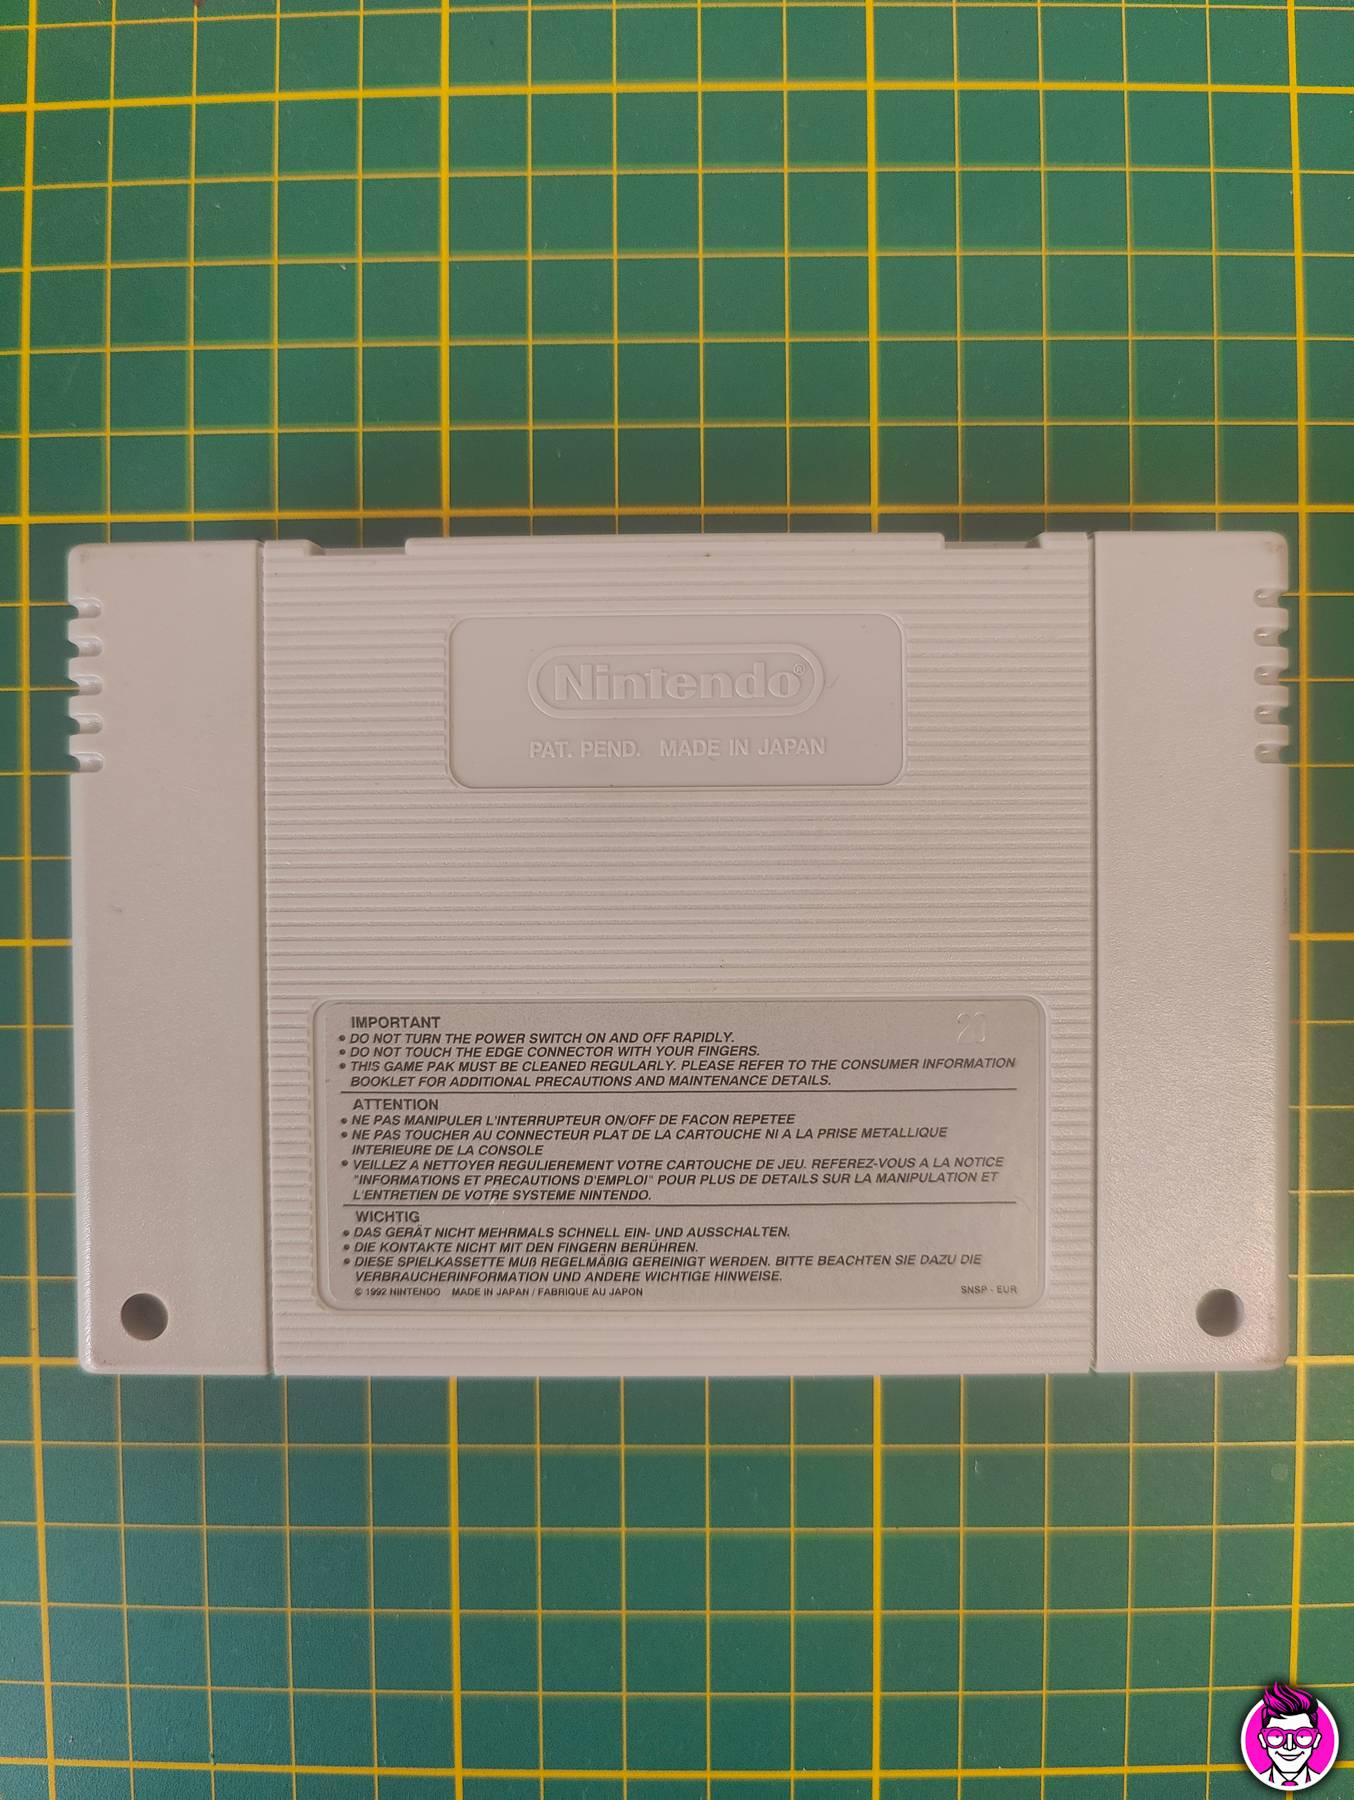 Nintendo®
PAT. PEND. MADE IN JAPAN
20
IMPORTANT
• DO NOT TURN THE POWER SWITCH ON AND OFF RAPIDLY.
• DO NOT TOUCH THE EDGE CONNECTOR WITH YOUR FINGERS.
• THIS GAME PAK MUST BE CLEANED REGULARLY. PLEASE REFER TO THE CONSUMER INFORMATION
BOOKLET FOR ADDITIONAL PRECAUTIONS AND MAINTENANCE DETAILS.
ATTENTION
• NE PAS MANIPULER L'INTERRUPTEUR ON/OFF DE FACON REPETEE
• NE PAS TOUCHER AU CONNECTEUR PLAT DE LA CARTOUCHE NI A LA PRISE METALLIQUE
INTERIEURE DE LA CONSOLE
• VEILLEZ A NETTOYER REGULIEREMENT VOTRE CARTOUCHE DE JEU. REFEREZ-VOUS A LA NOTICE
"INFORMATIONS ET PRECAUTIONS D'EMPLOI" POUR PLUS DE DETAILS SUR LA MANIPULATION ET
L'ENTRETIEN DE VOTRE SYSTEME NINTENDO.
WICHTIG
• DAS GERÄT NICHT MEHRMALS SCHNELL EIN- UND AUSSCHALTEN.
• DIE KONTAKTE NICHT MIT DEN FINGERN BERÜHREN.
• DIESE SPIELKASSETTE MUß REGELMÄßIG GEREINIGT WERDEN. BITTE BEACHTEN SIE DAZU DIE
VERBRAUCHERINFORMATION UND ANDERE WICHTIGE HINWEISE.
© 1992 NINTENDO MADE IN JAPAN / FABRIQUE AU JAPON SNSP - EUR